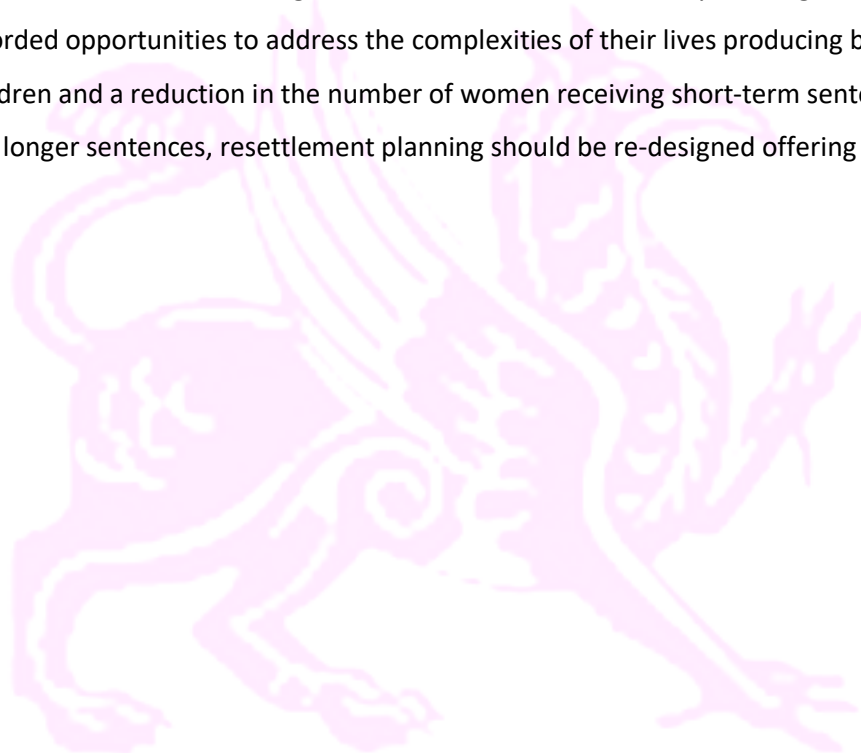 orded opportunities to address the complexities of their lives producing b
dren and a reduction in the number of women receiving short-term sent
longer sentences, resettlement planning should be re-designed offering